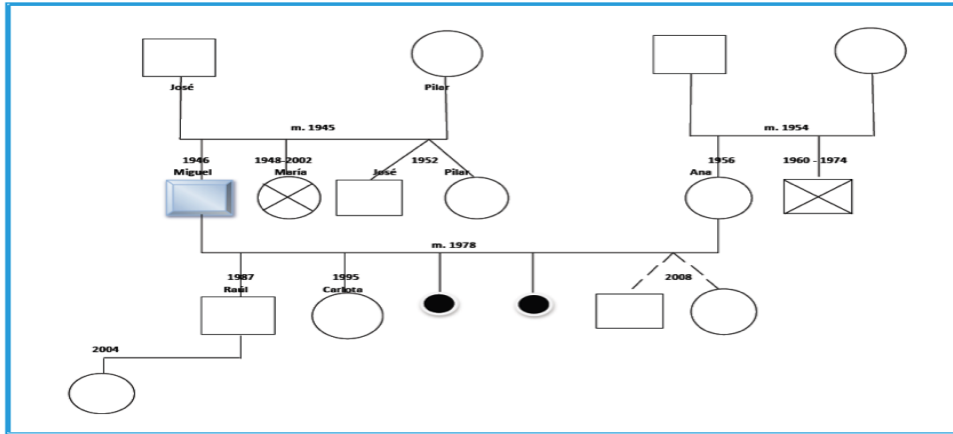 José
Pilar
m. 1945
m. 1954
1946
Miguel
1948-2002
María
1952
José
Pilar
1956
Ana
1960 - 1974
m. 1978
1987
Raúl
1995
Carlota
2008
2004